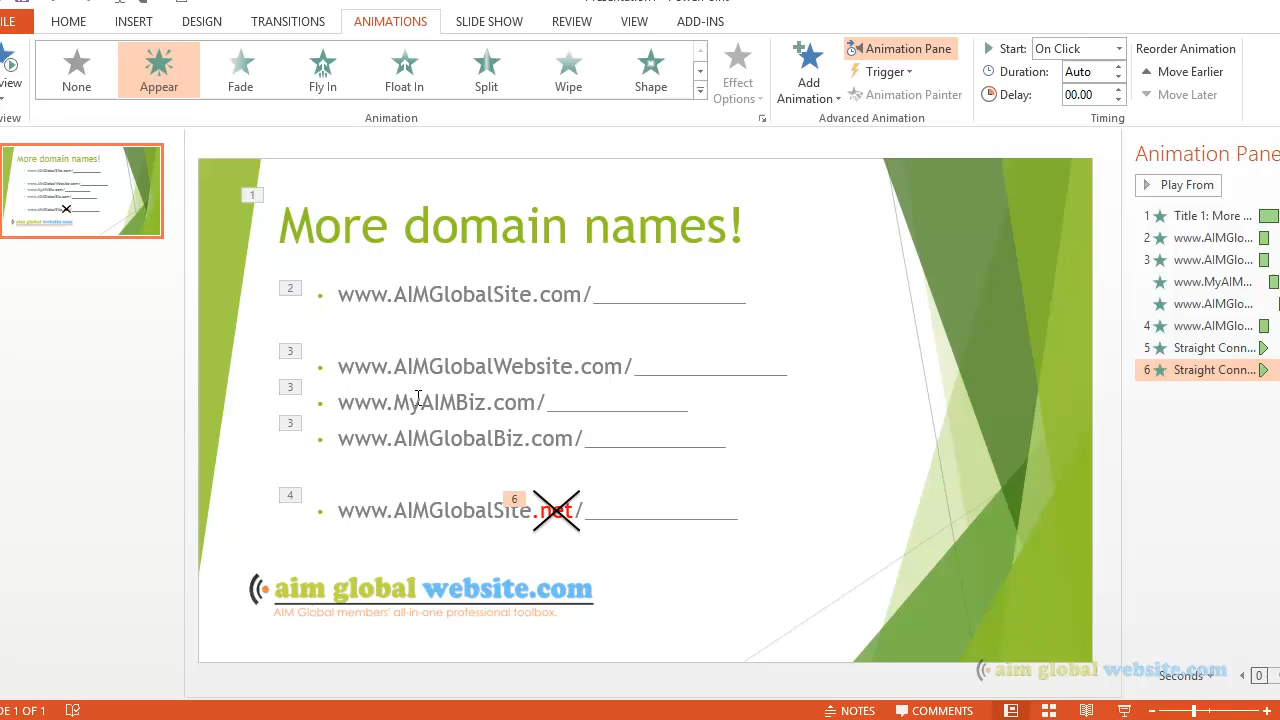 FILE HOME INSERT DESIGN TRANSITIONS ANIMATIONS SLIDE SHOW REVIEW VIEW ADD-INS
None Appear Fade Fly In Float In Split Wipe Shape
Effect Options
Add Animation
Animation Pane
Trigger
Animation Painter
Start: On Click
Duration: Auto
Delay: 00.00
Reorder Animation
Move Earlier
Move Later
Animation Advanced Animation Timing
More domain names!
www.AIMGlobalSite.com/______________
www.AIMGlobalWebsite.com/______________
www.MyAIMBiz.com/_____________
www.AIMGlobalBiz.com/_____________
www.AIMGlobalSite.net/______________
aim global website.com
AIM Global members' all-in-one professional toolbox.
1
2
3
3
3
4
6
Animation Pane
Play From
1 Title 1: More ...
2 www.AIMGlo...
3 www.AIMGlo...
www.MyAIM...
www.AIMGlo...
4 www.AIMGlo...
5 Straight Conn...
6 Straight Conn...
aim global website.com
Seconds 0
DE 1 OF 1 NOTES COMMENTS